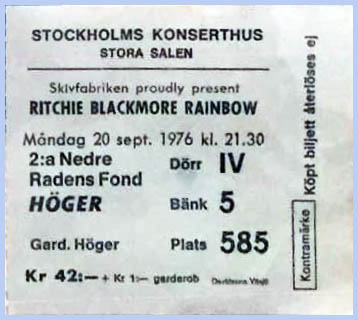 STOCKHOLMS KONSERTHUS
STORA SALEN
Skivfabriken proudly present
RITCHIE BLACKMORE RAINBOW
Måndag 20 sept. 1976 kl. 21.30
2:a Nedre Dörr IV
Radens Fond
HÖGER Bänk 5
Gard. Höger Plats 585
Kr 42:— + Kr 1:— garderob
Kontramärke
Köpt biljett återlöses ej